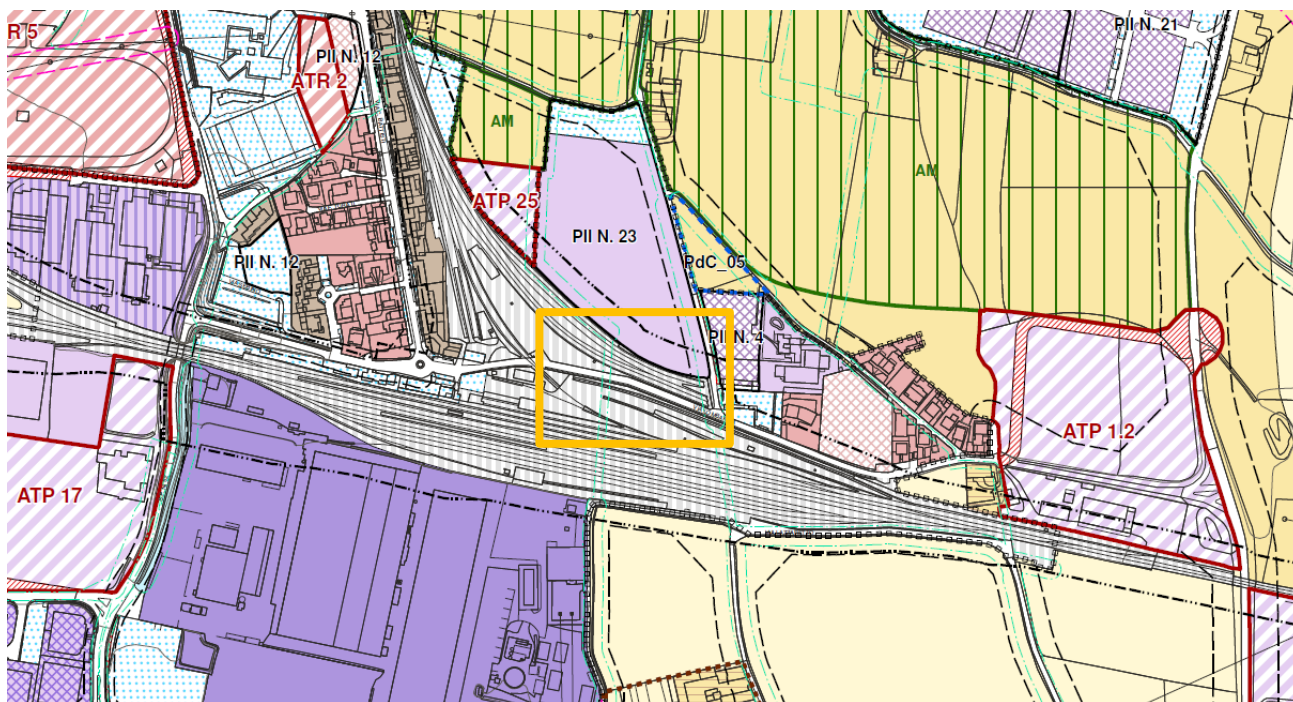 PII N. 21
R 5
PII N. 12
ATR 2
AM
AM
ATP 25
PII N. 23
PII N. 12
PdC_05
PII N. 4
ATP 1.2
ATP 17